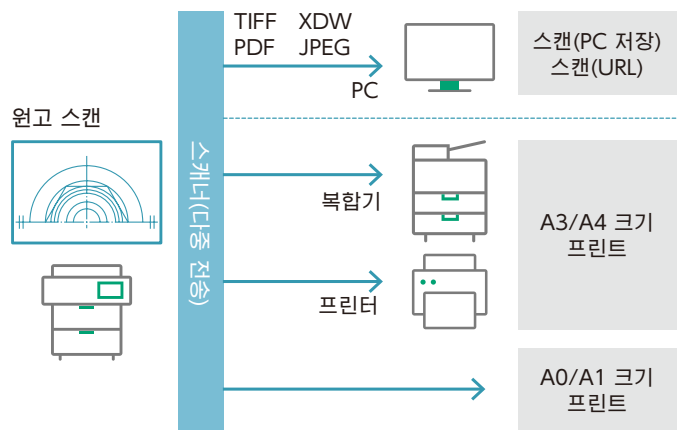 TIFF XDW
PDF JPEG
PC
스캔(PC 저장)
스캔(URL)
원고 스캔
스캐너(다중 전송)
복합기
A3/A4 크기
프린트
프린터
A0/A1 크기
프린트